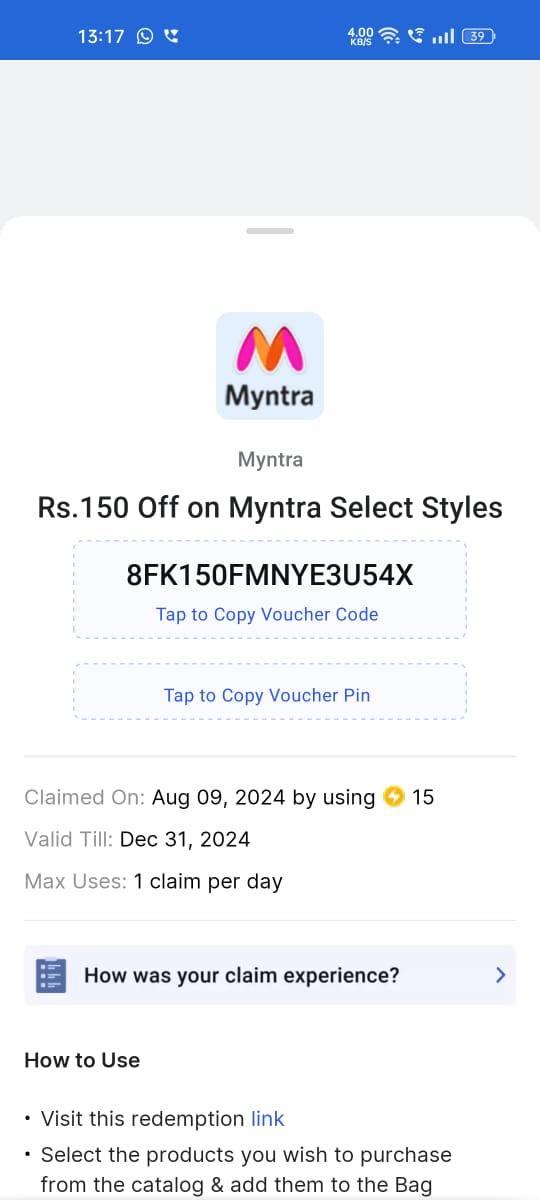 13:17
4.00
KB/S
39
Myntra
Myntra
Rs.150 Off on Myntra Select Styles
8FK150FMNYE3U54X
Tap to Copy Voucher Code
Tap to Copy Voucher Pin
Claimed On: Aug 09, 2024 by using 15
Valid Till: Dec 31, 2024
Max Uses: 1 claim per day
How was your claim experience?
How to Use
• Visit this redemption link
• Select the products you wish to purchase
from the catalog & add them to the Bag